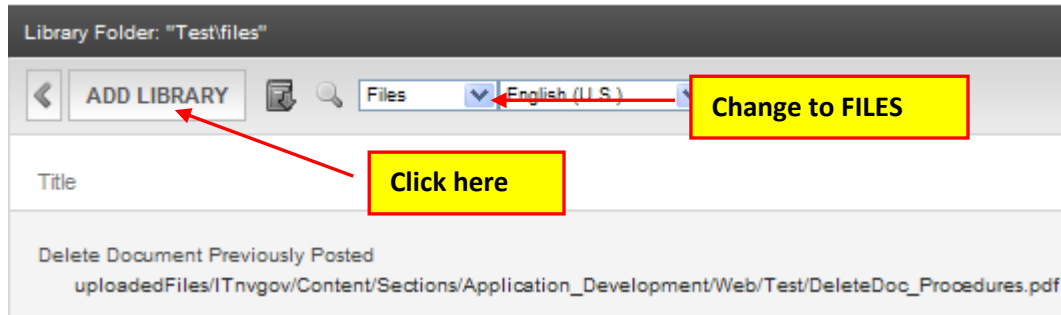 Library Folder: "Test\files"
ADD LIBRARY Files English (U.S.) Change to FILES
Title Click here
Delete Document Previously Posted
uploadedFiles/ITnvgov/Content/Sections/Application_Development/Web/Test/DeleteDoc_Procedures.pdf